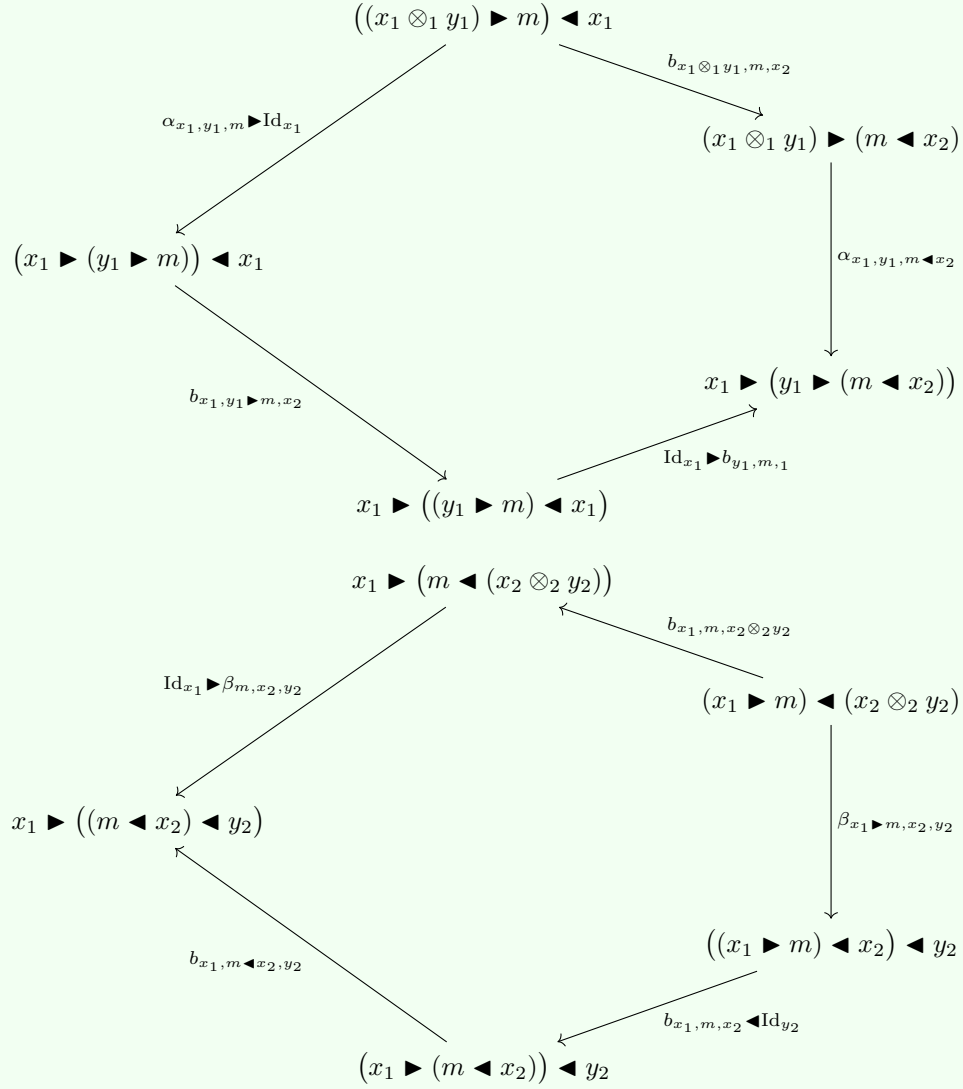 ((x₁ ⊗₁ y₁) ▶ m) ◀ x₁
b_{x₁⊗₁y₁,m,x₂}
α_{x₁,y₁,m}▶Id_{x₁}
(x₁ ⊗₁ y₁) ▶ (m ◀ x₂)
(x₁ ▶ (y₁ ▶ m)) ◀ x₁
α_{x₁,y₁,m◀x₂}
b_{x₁,y₁▶m,x₂}
x₁ ▶ (y₁ ▶ (m ◀ x₂))
Id_{x₁}▶b_{y₁,m,1}
x₁ ▶ ((y₁ ▶ m) ◀ x₁)
x₁ ▶ (m ◀ (x₂ ⊗₂ y₂))
b_{x₁,m,x₂⊗₂y₂}
Id_{x₁}▶β_{m,x₂,y₂}
(x₁ ▶ m) ◀ (x₂ ⊗₂ y₂)
x₁ ▶ ((m ◀ x₂) ◀ y₂)
β_{x₁▶m,x₂,y₂}
b_{x₁,m◀x₂,y₂}
((x₁ ▶ m) ◀ x₂) ◀ y₂
b_{x₁,m,x₂}◀Id_{y₂}
(x₁ ▶ (m ◀ x₂)) ◀ y₂